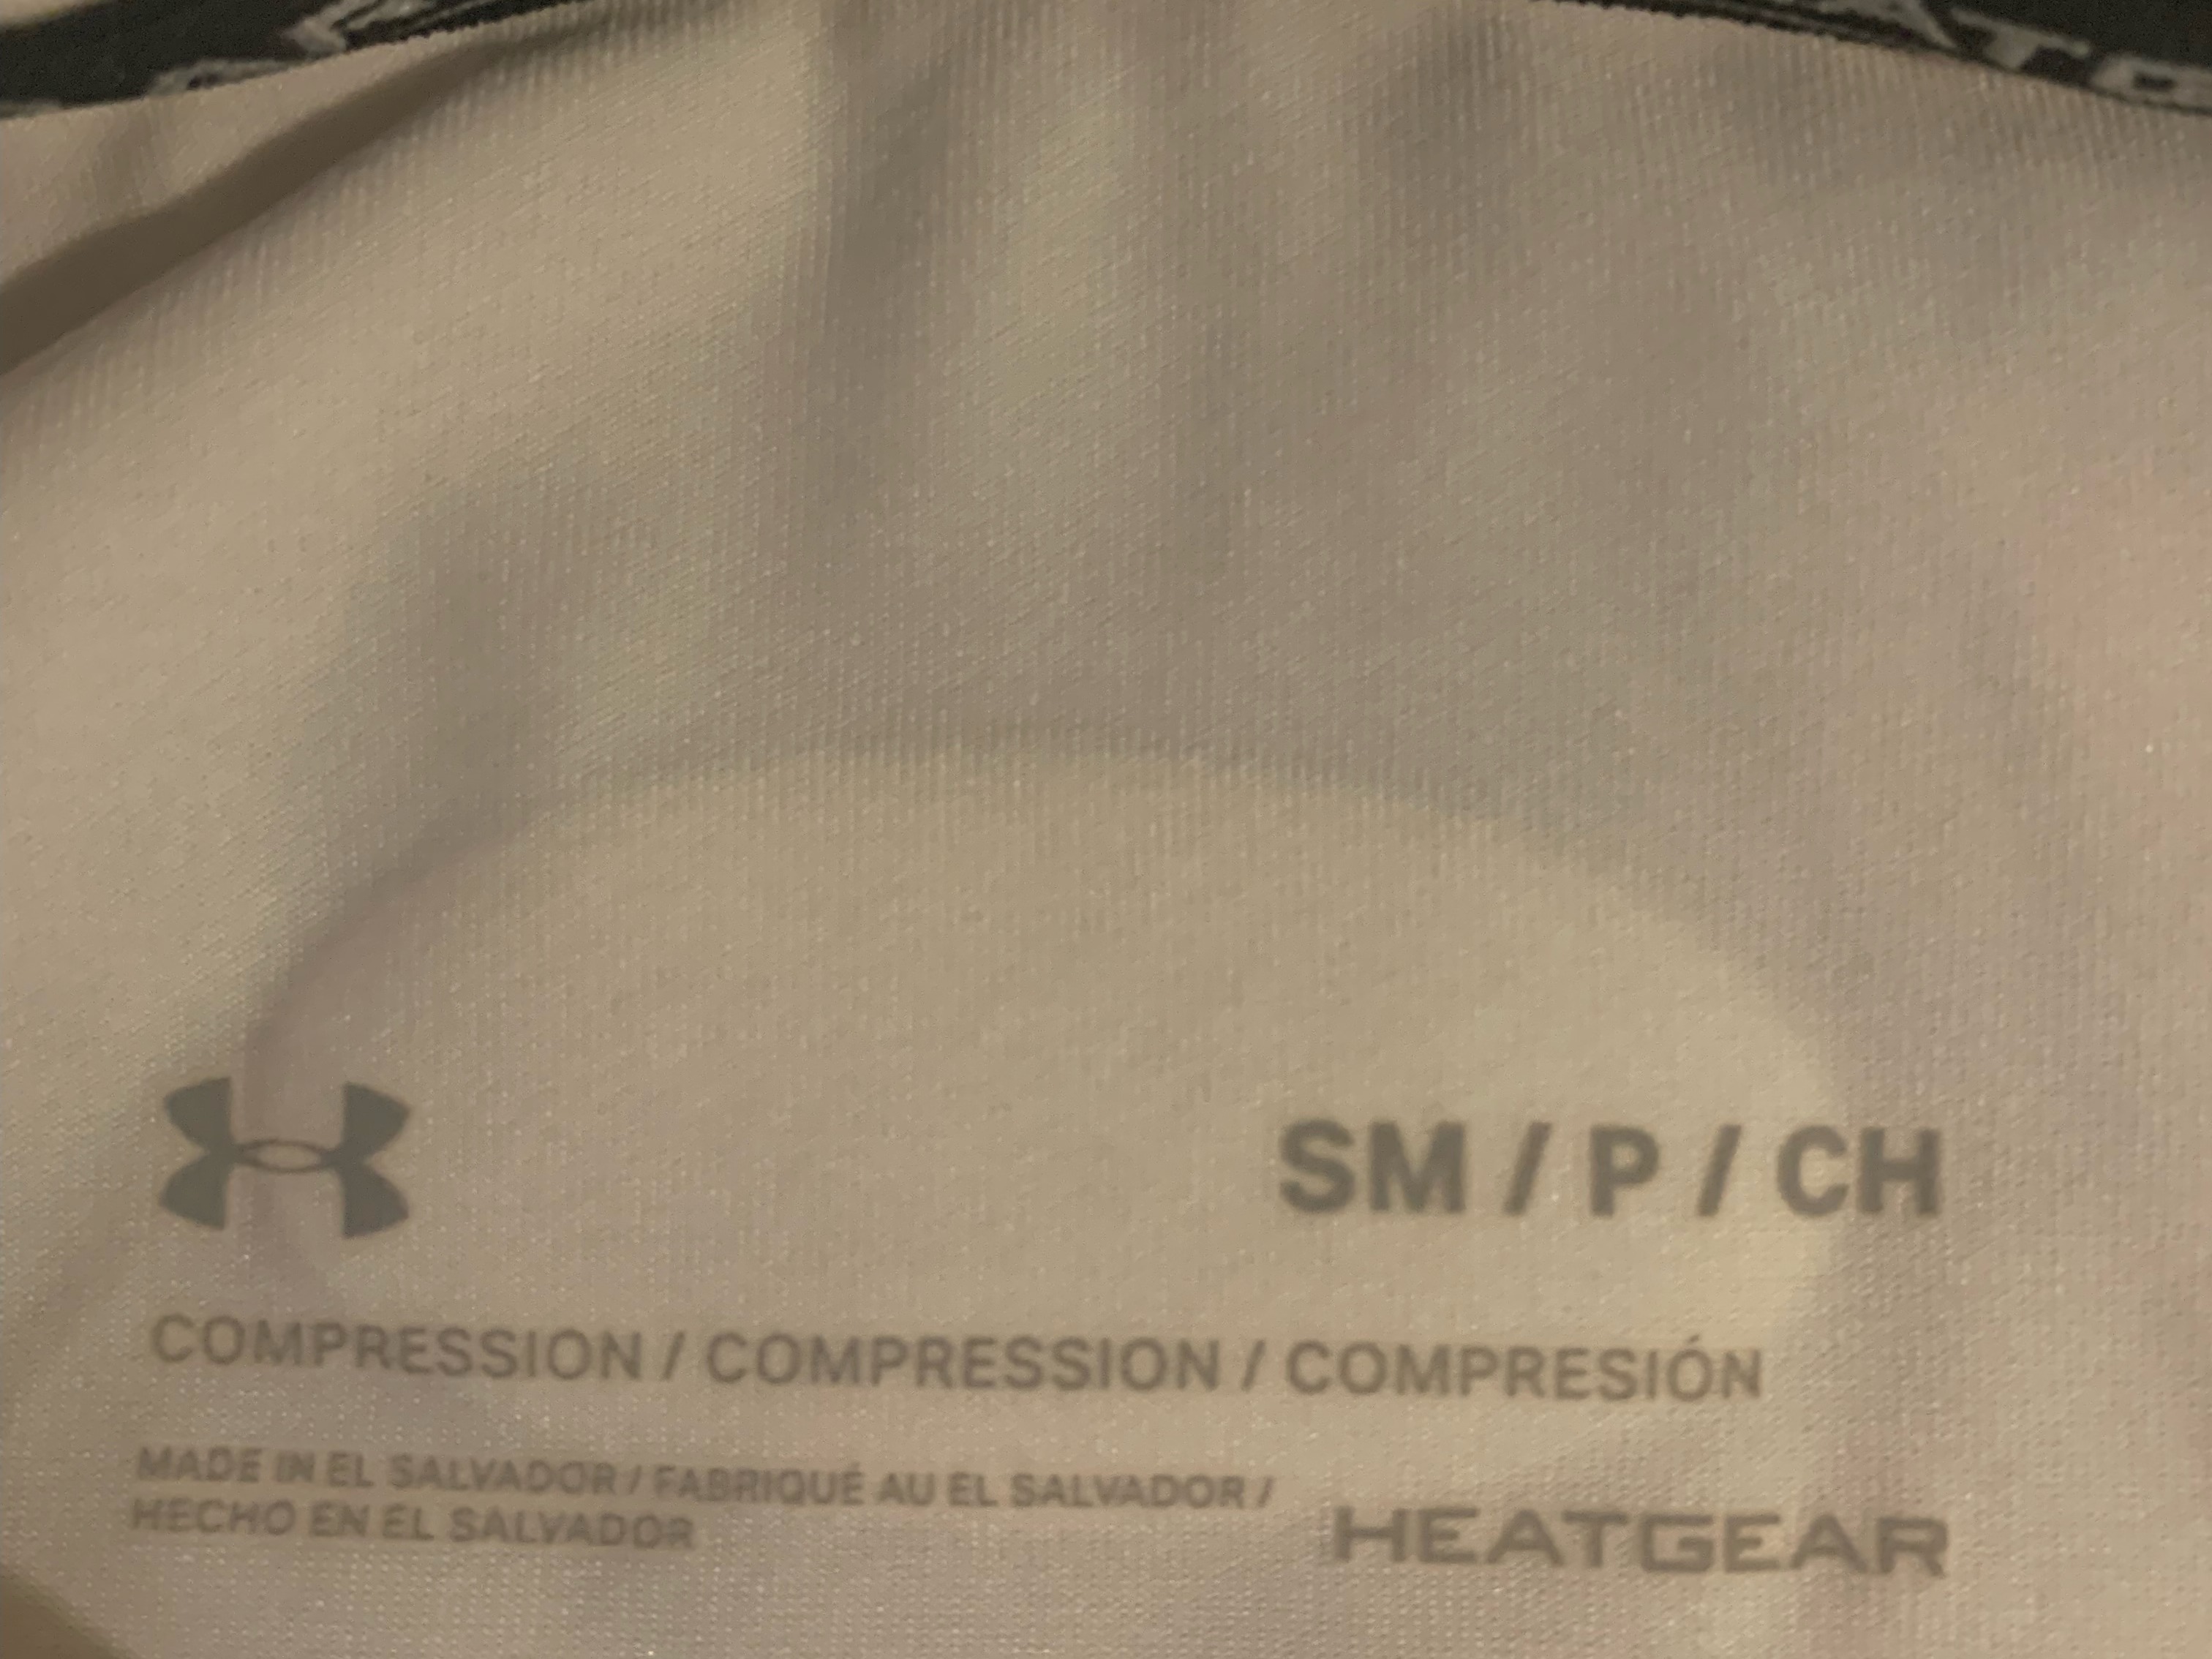 SM / P / CH
COMPRESSION / COMPRESSION / COMPRESIÓN
MADE IN EL SALVADOR / FABRIQUÉ AU EL SALVADOR /
HECHO EN EL SALVADOR
HEATGEAR